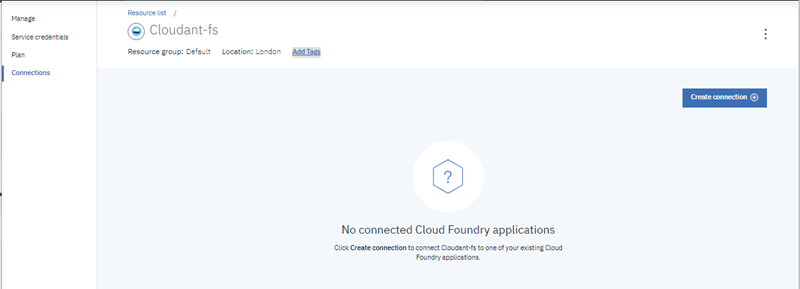 Manage
Service credentials
Plan
Connections
Resource list /
Cloudant-fs
Resource group: Default Location: London Add Tags
Create connection
?
No connected Cloud Foundry applications
Click Create connection to connect Cloudant-fs to one of your existing Cloud
Foundry applications.